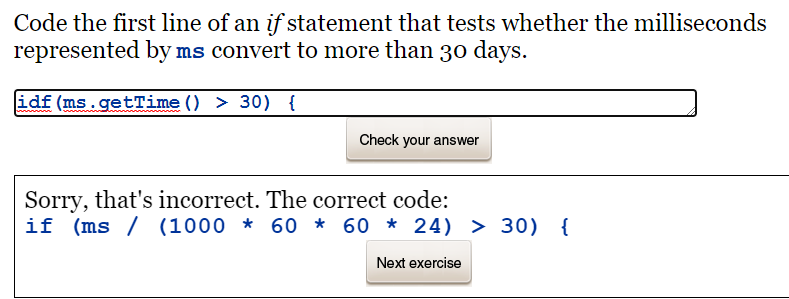 Code the first line of an if statement that tests whether the milliseconds
represented by ms convert to more than 30 days.
idf(ms.getTime() > 30) {
Check your answer
Sorry, that's incorrect. The correct code:
if (ms / (1000 * 60 * 60 * 24) > 30) {
Next exercise